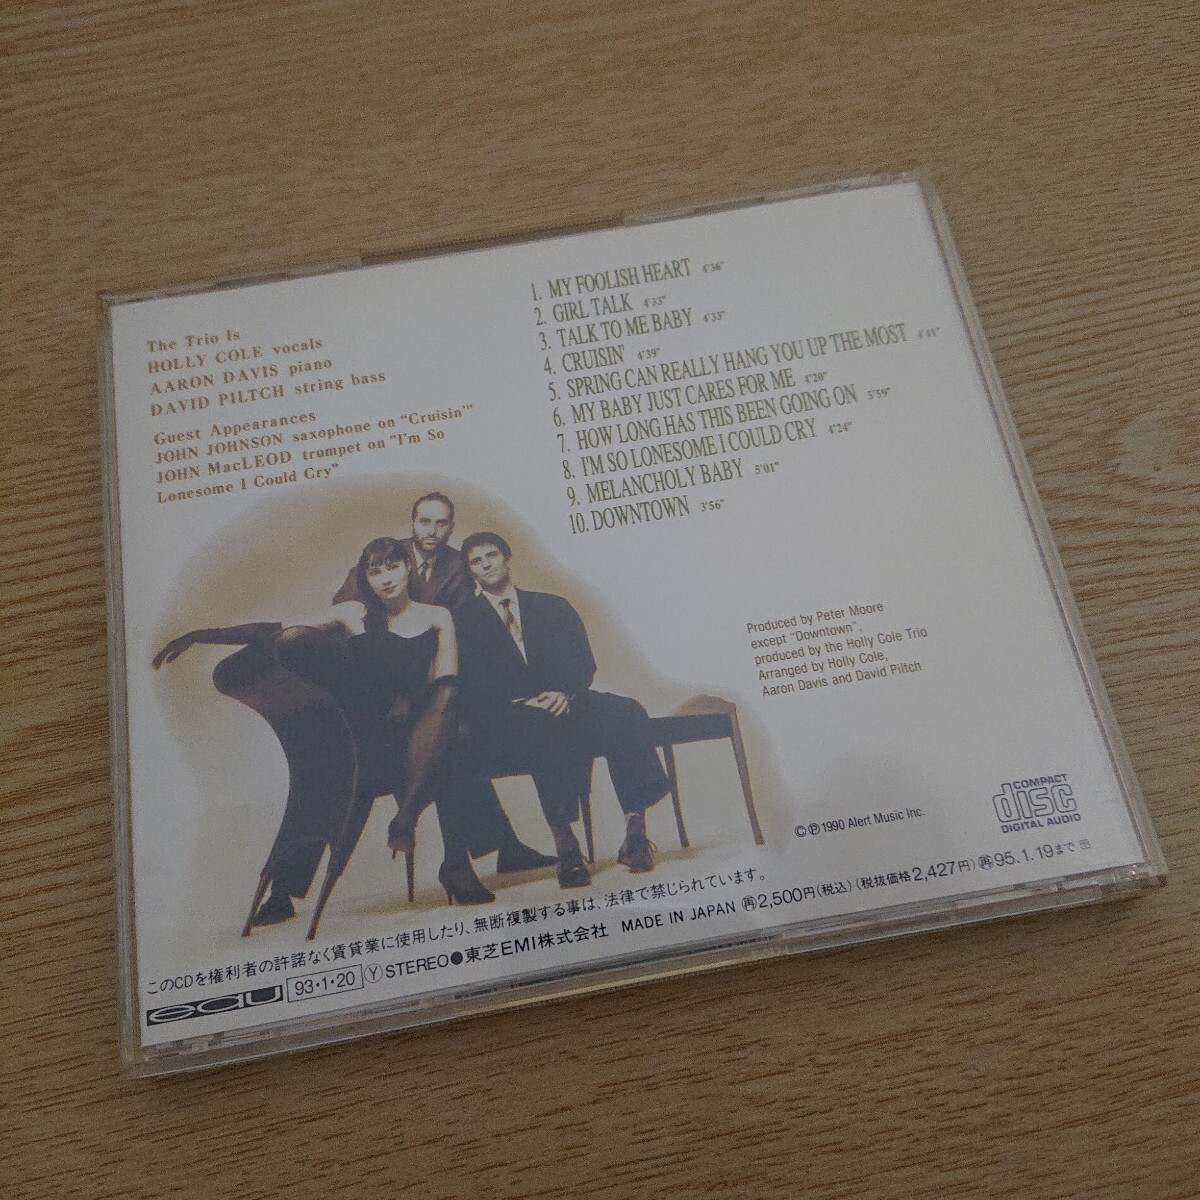 The Trio Is
HOLLY COLE vocals
AARON DAVIS piano
DAVID PILTCH string bass
Guest Appearances
JOHN JOHNSON saxophone on "Cruisin'"
JOHN MacLEOD trumpet on "I'm So
Lonesome I Could Cry"
1. MY FOOLISH HEART 4'36"
2. GIRL TALK 4'33"
3. TALK TO ME BABY 4'33"
4. CRUISIN' 4'39"
5. SPRING CAN REALLY HANG YOU UP THE MOST
6. MY BABY JUST CARES FOR ME 4'20"
7. HOW LONG HAS THIS BEEN GOING ON 5'59"
8. I'M SO LONESOME I COULD CRY 4'24"
9. MELANCHOLY BABY 5'01"
10. DOWNTOWN 3'56"
Produced by Peter Moore
except "Downtown",
produced by the Holly Cole Trio
Arranged by Holly Cole,
Aaron Davis and David Piltch
©℗1990 Alert Music Inc.
COMPACT
disc
DIGITAL AUDIO
このCDを権利者の許諾なく賃貸業に使用したり、無断複製する事は、法律で禁じられています。
eau 93・1・20 Ⓨ STEREO●東芝EMI株式会社 MADE IN JAPAN ㊢2,500円(税込)(税抜価格2,427円) ㊢95.1.19まで